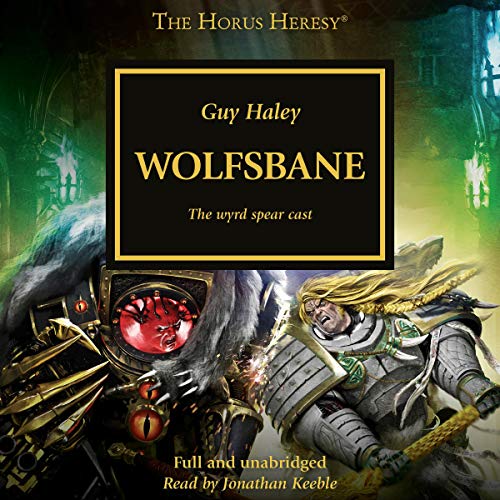 THE HORUS HERESY®
Guy Haley
WOLFSBANE
The wyrd spear cast
Full and unabridged
Read by Jonathan Keeble